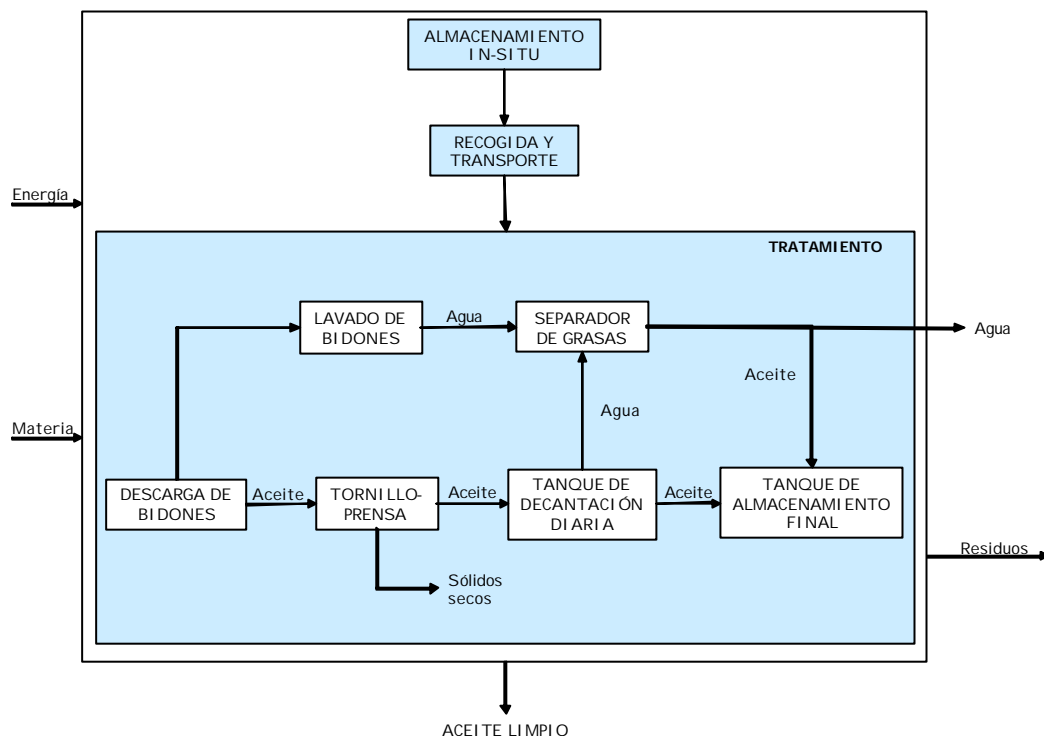 ALMACENAMIENTO
IN-SITU
RECOGIDA Y
TRANSPORTE
Energía
TRATAMIENTO
LAVADO DE
BIDONES
Agua
SEPARADOR
DE GRASAS
Agua
Aceite
Agua
Materia
DESCARGA DE
BIDONES
Aceite
TORNILLO-
PRENSA
Aceite
TANQUE DE
DECANTACIÓN
DIARIA
Aceite
TANQUE DE
ALMACENAMIENTO
FINAL
Residuos
Sólidos
secos
ACEITE LIMPIO